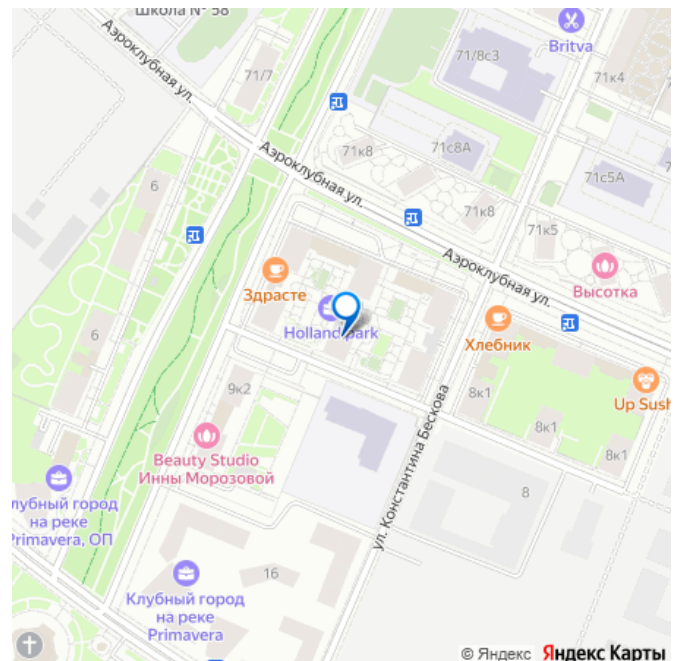 Школа № 58
Аэроклубная ул.
71/7
71/8с3
Britva
71к4
71к8
71с8А
71с5А
Аэроклубная ул.
6
71к8
71к5
Аэроклубная ул.
Высотка
Здрасте
Holland park
Хлебник
6
9к2
8к1
Up Sush
8к1
8к1
Beauty Studio
Инны Морозовой
ул. Константина Бескова
8
лубный город
на реке
Primavera, ОП
16
Клубный город
на реке
Primavera
© Яндекс Яндекс Карты